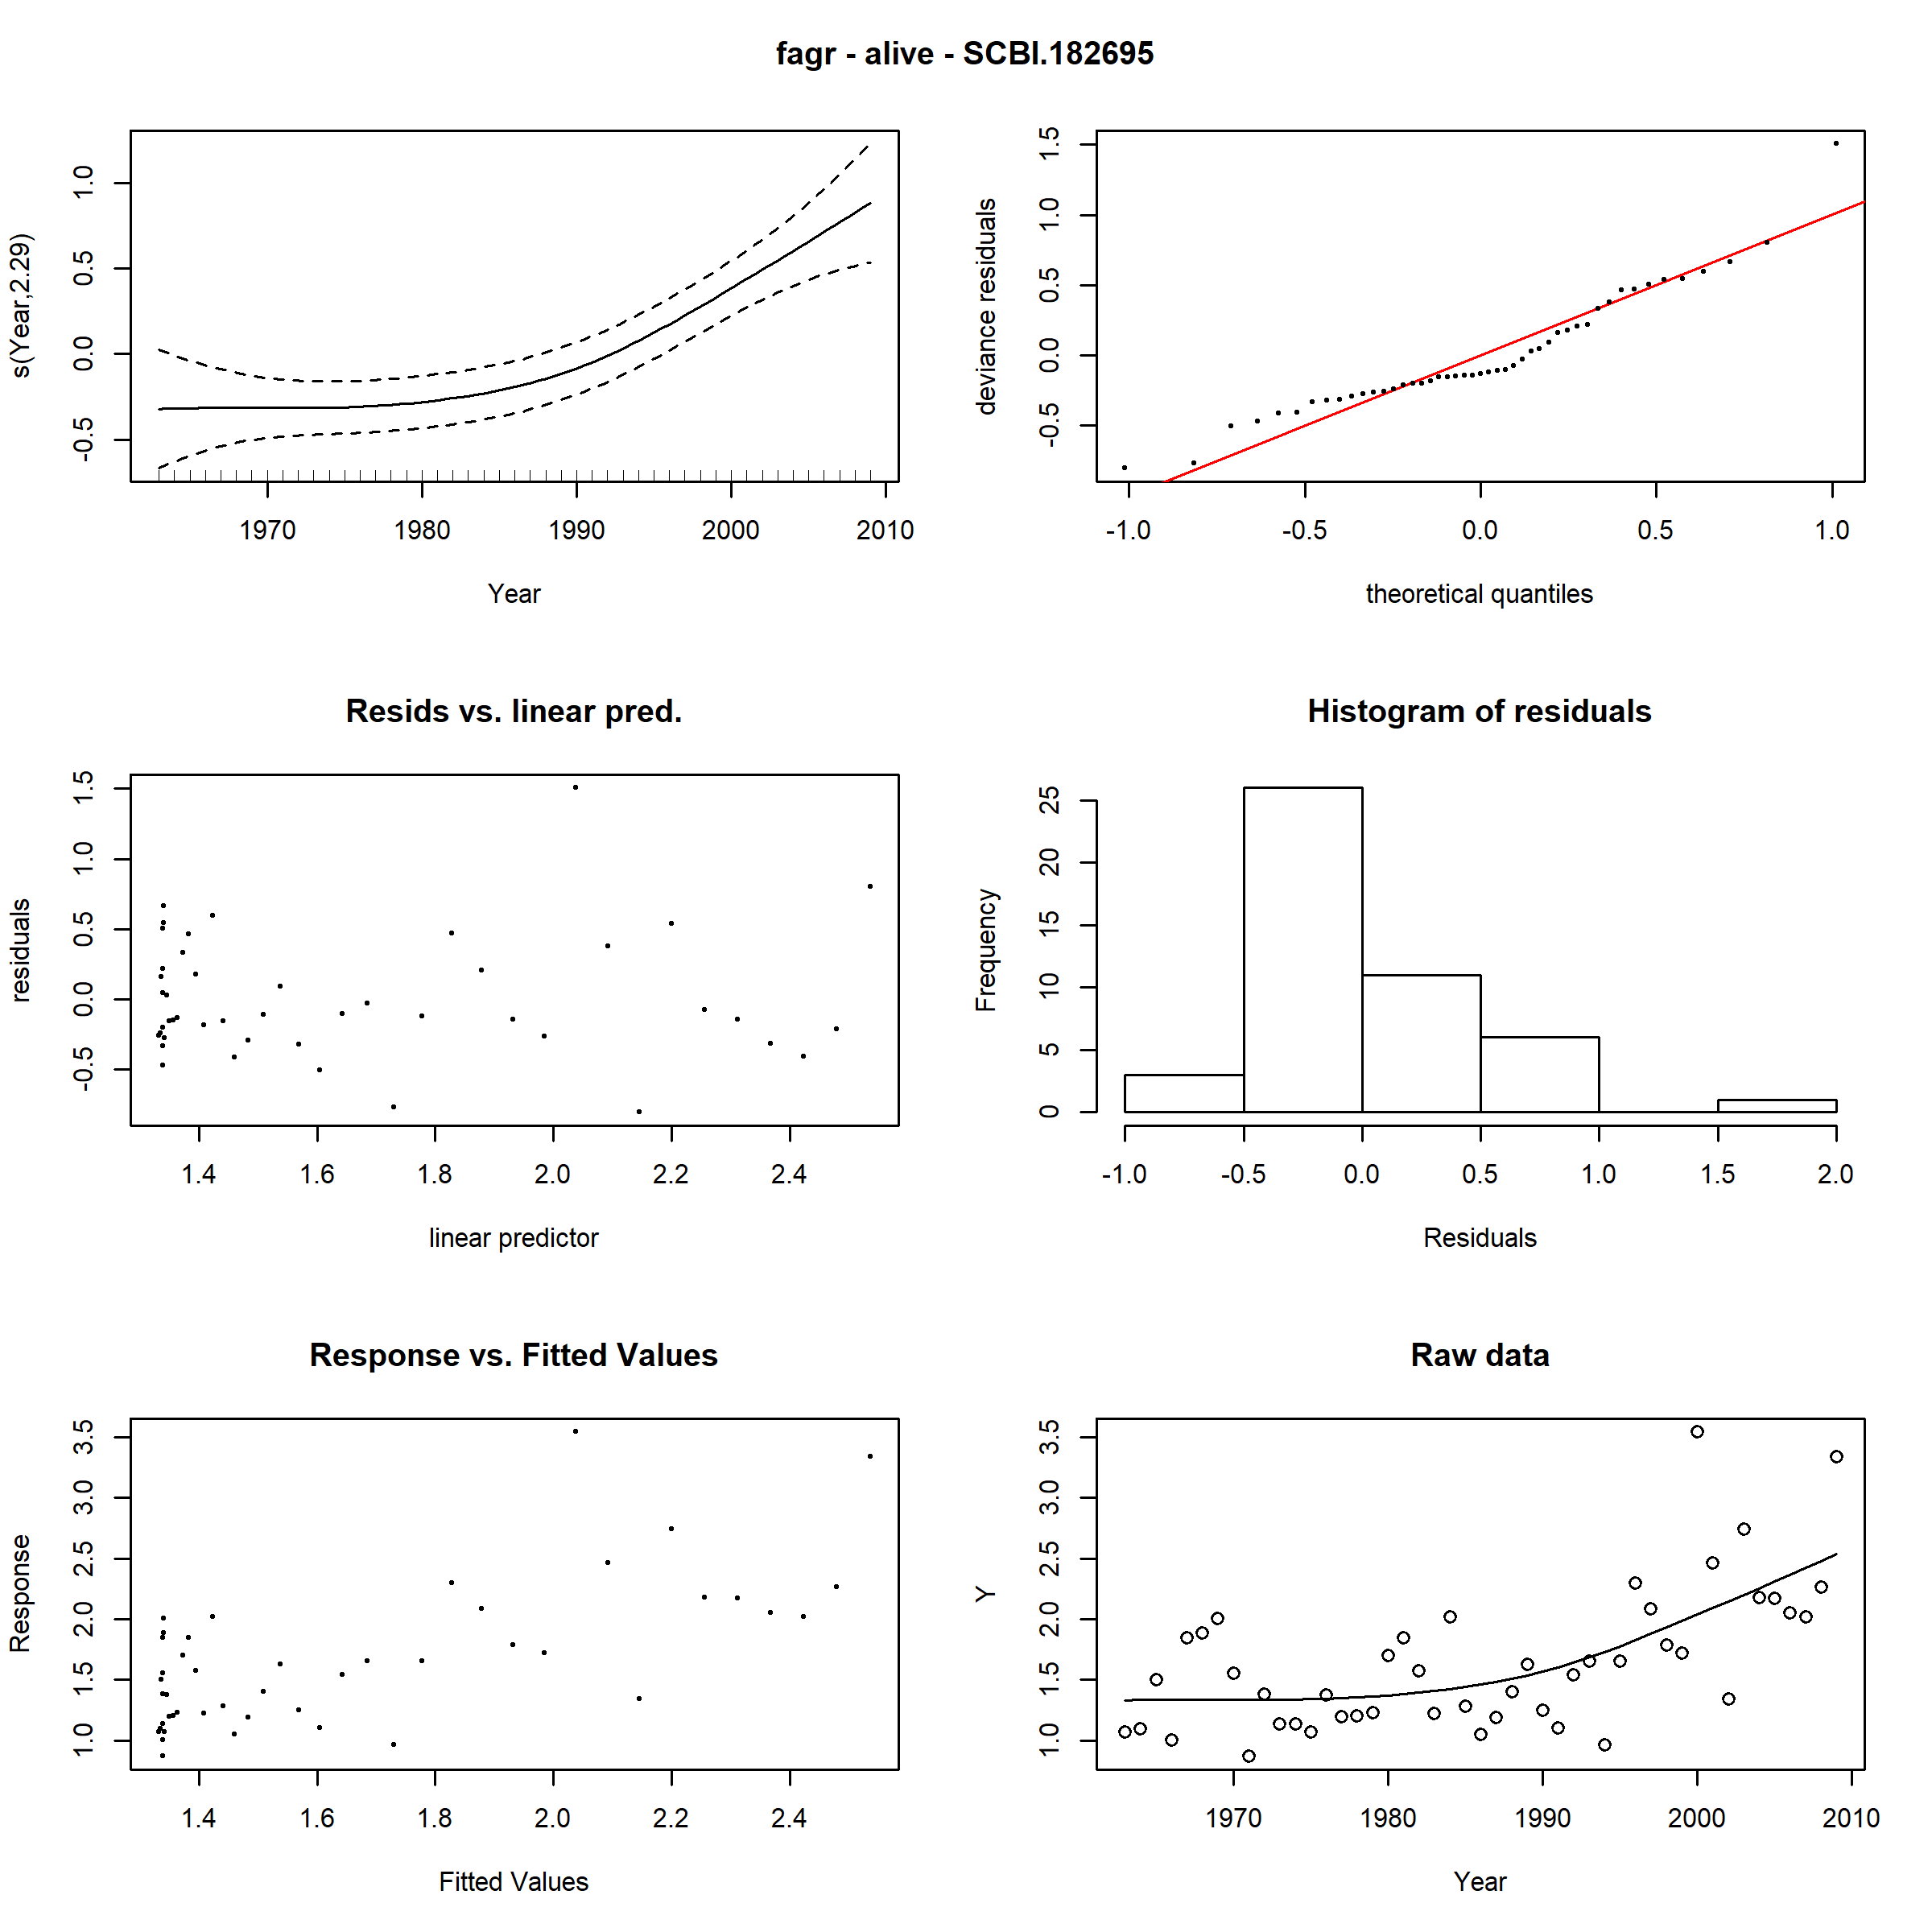 fagr - alive - SCBI.182695
s(Year,2.29)
-0.5 0.0 0.5 1.0
1970 1980 1990 2000 2010
Year
deviance residuals
-0.5 0.0 0.5 1.0 1.5
-1.0 -0.5 0.0 0.5 1.0
theoretical quantiles
Resids vs. linear pred.
residuals
-0.5 0.0 0.5 1.0 1.5
1.4 1.6 1.8 2.0 2.2 2.4
linear predictor
Histogram of residuals
Frequency
0 5 10 15 20 25
-1.0 -0.5 0.0 0.5 1.0 1.5 2.0
Residuals
Response vs. Fitted Values
Response
1.0 1.5 2.0 2.5 3.0 3.5
1.4 1.6 1.8 2.0 2.2 2.4
Fitted Values
Raw data
Y
1.0 1.5 2.0 2.5 3.0 3.5
1970 1980 1990 2000 2010
Year